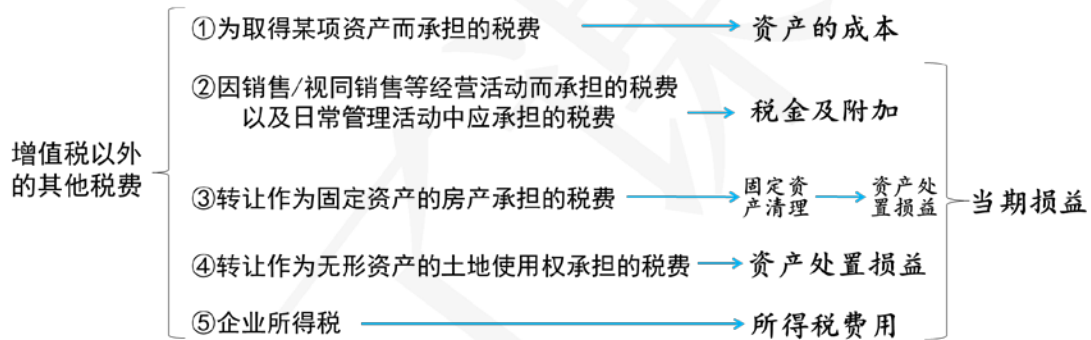 ①为取得某项资产而承担的税费
资产的成本
②因销售/视同销售等经营活动而承担的税费
以及日常管理活动中应承担的税费
税金及附加
增值税以外
的其他税费
③转让作为固定资产的房产承担的税费
固定资
产清理
资产处
置损益
当期损益
④转让作为无形资产的土地使用权承担的税费
资产处置损益
⑤企业所得税
所得税费用